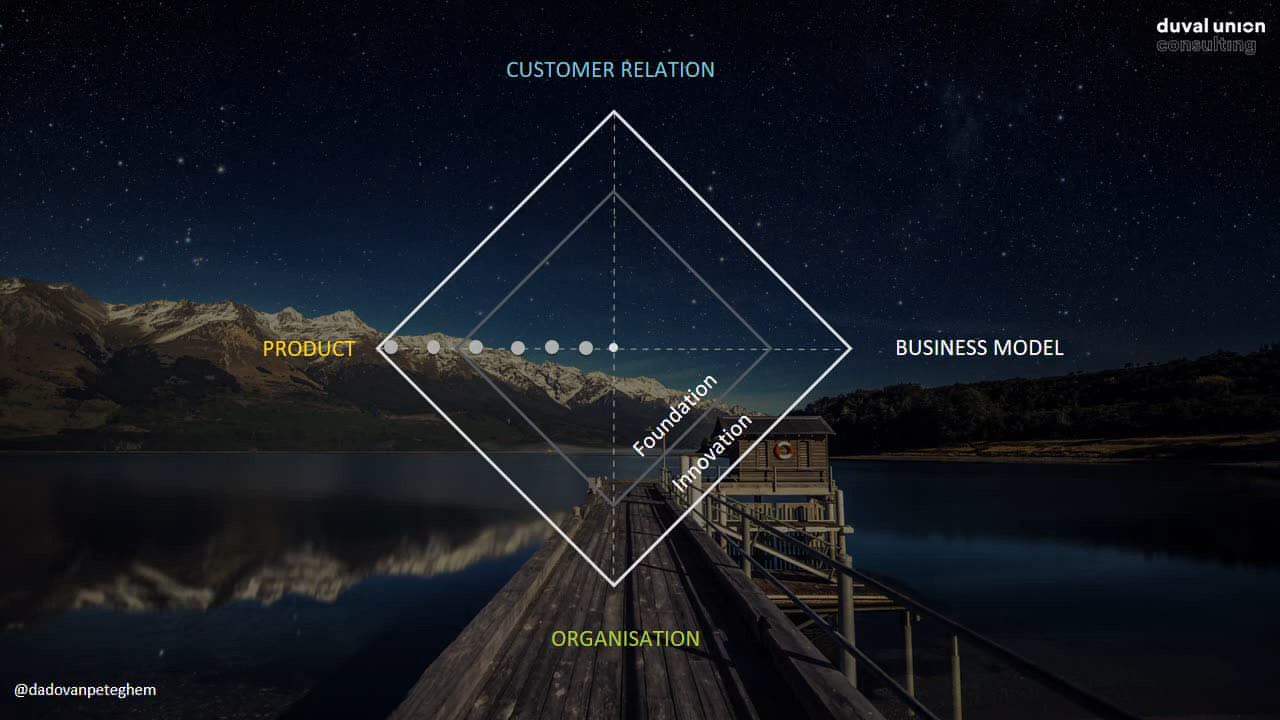 duval union
consulting
CUSTOMER RELATION
PRODUCT
BUSINESS MODEL
Foundation
Innovation
ORGANISATION
@dadovanpeteghem